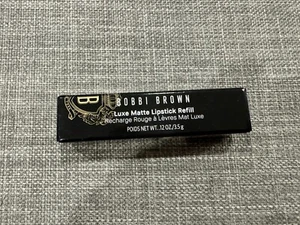 B
BOBBI BROWN
Luxe Matte Lipstick Refill
Recharge Rouge à Lèvres Mat Luxe
POIDS NET WT. .12 OZ/3.5 g